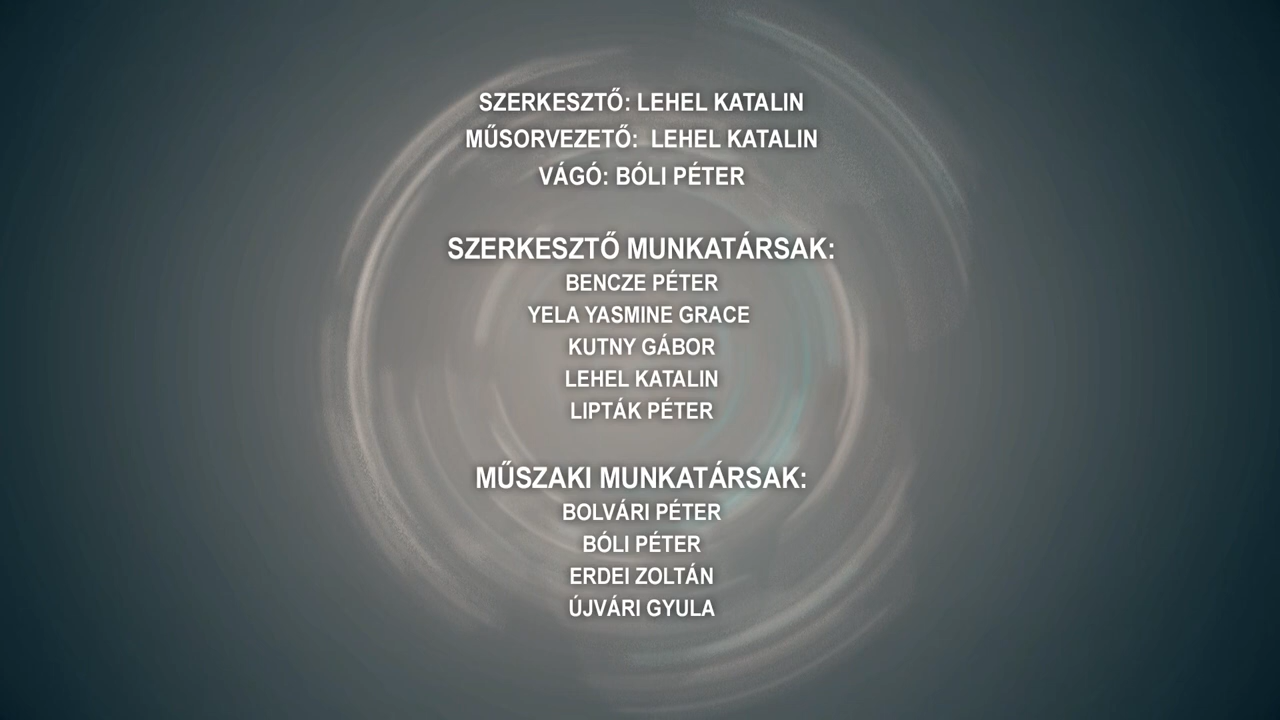 SZERKESZTŐ: LEHEL KATALIN
MŰSORVEZETŐ: LEHEL KATALIN
VÁGÓ: BÓLI PÉTER
SZERKESZTŐ MUNKATÁRSAK:
BENCZE PÉTER
YELA YASMINE GRACE
KUTNY GÁBOR
LEHEL KATALIN
LIPTÁK PÉTER
MŰSZAKI MUNKATÁRSAK:
BOLVÁRI PÉTER
BÓLI PÉTER
ERDEI ZOLTÁN
ÚJVÁRI GYULA